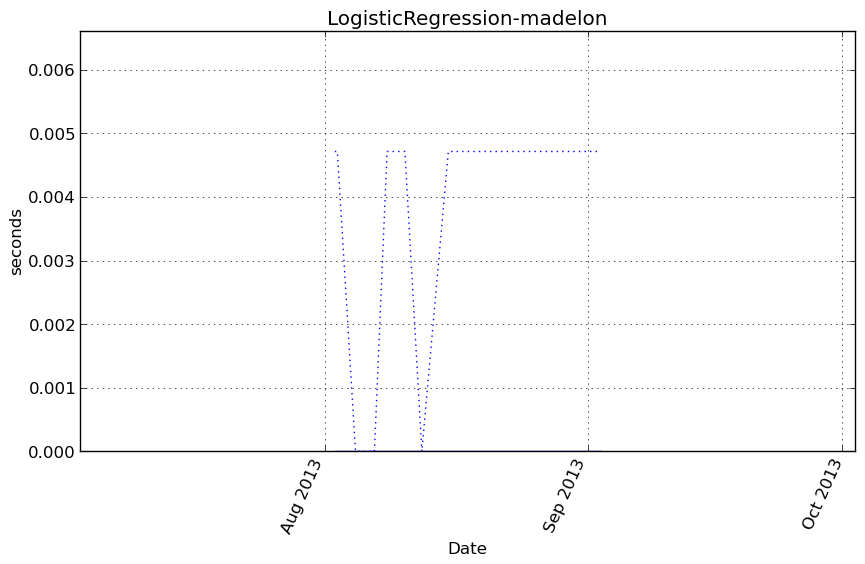 LogisticRegression-madelon
0.006
0.005
0.004
0.003
0.002
0.001
0.000
seconds
Aug 2013
Sep 2013
Oct 2013
Date